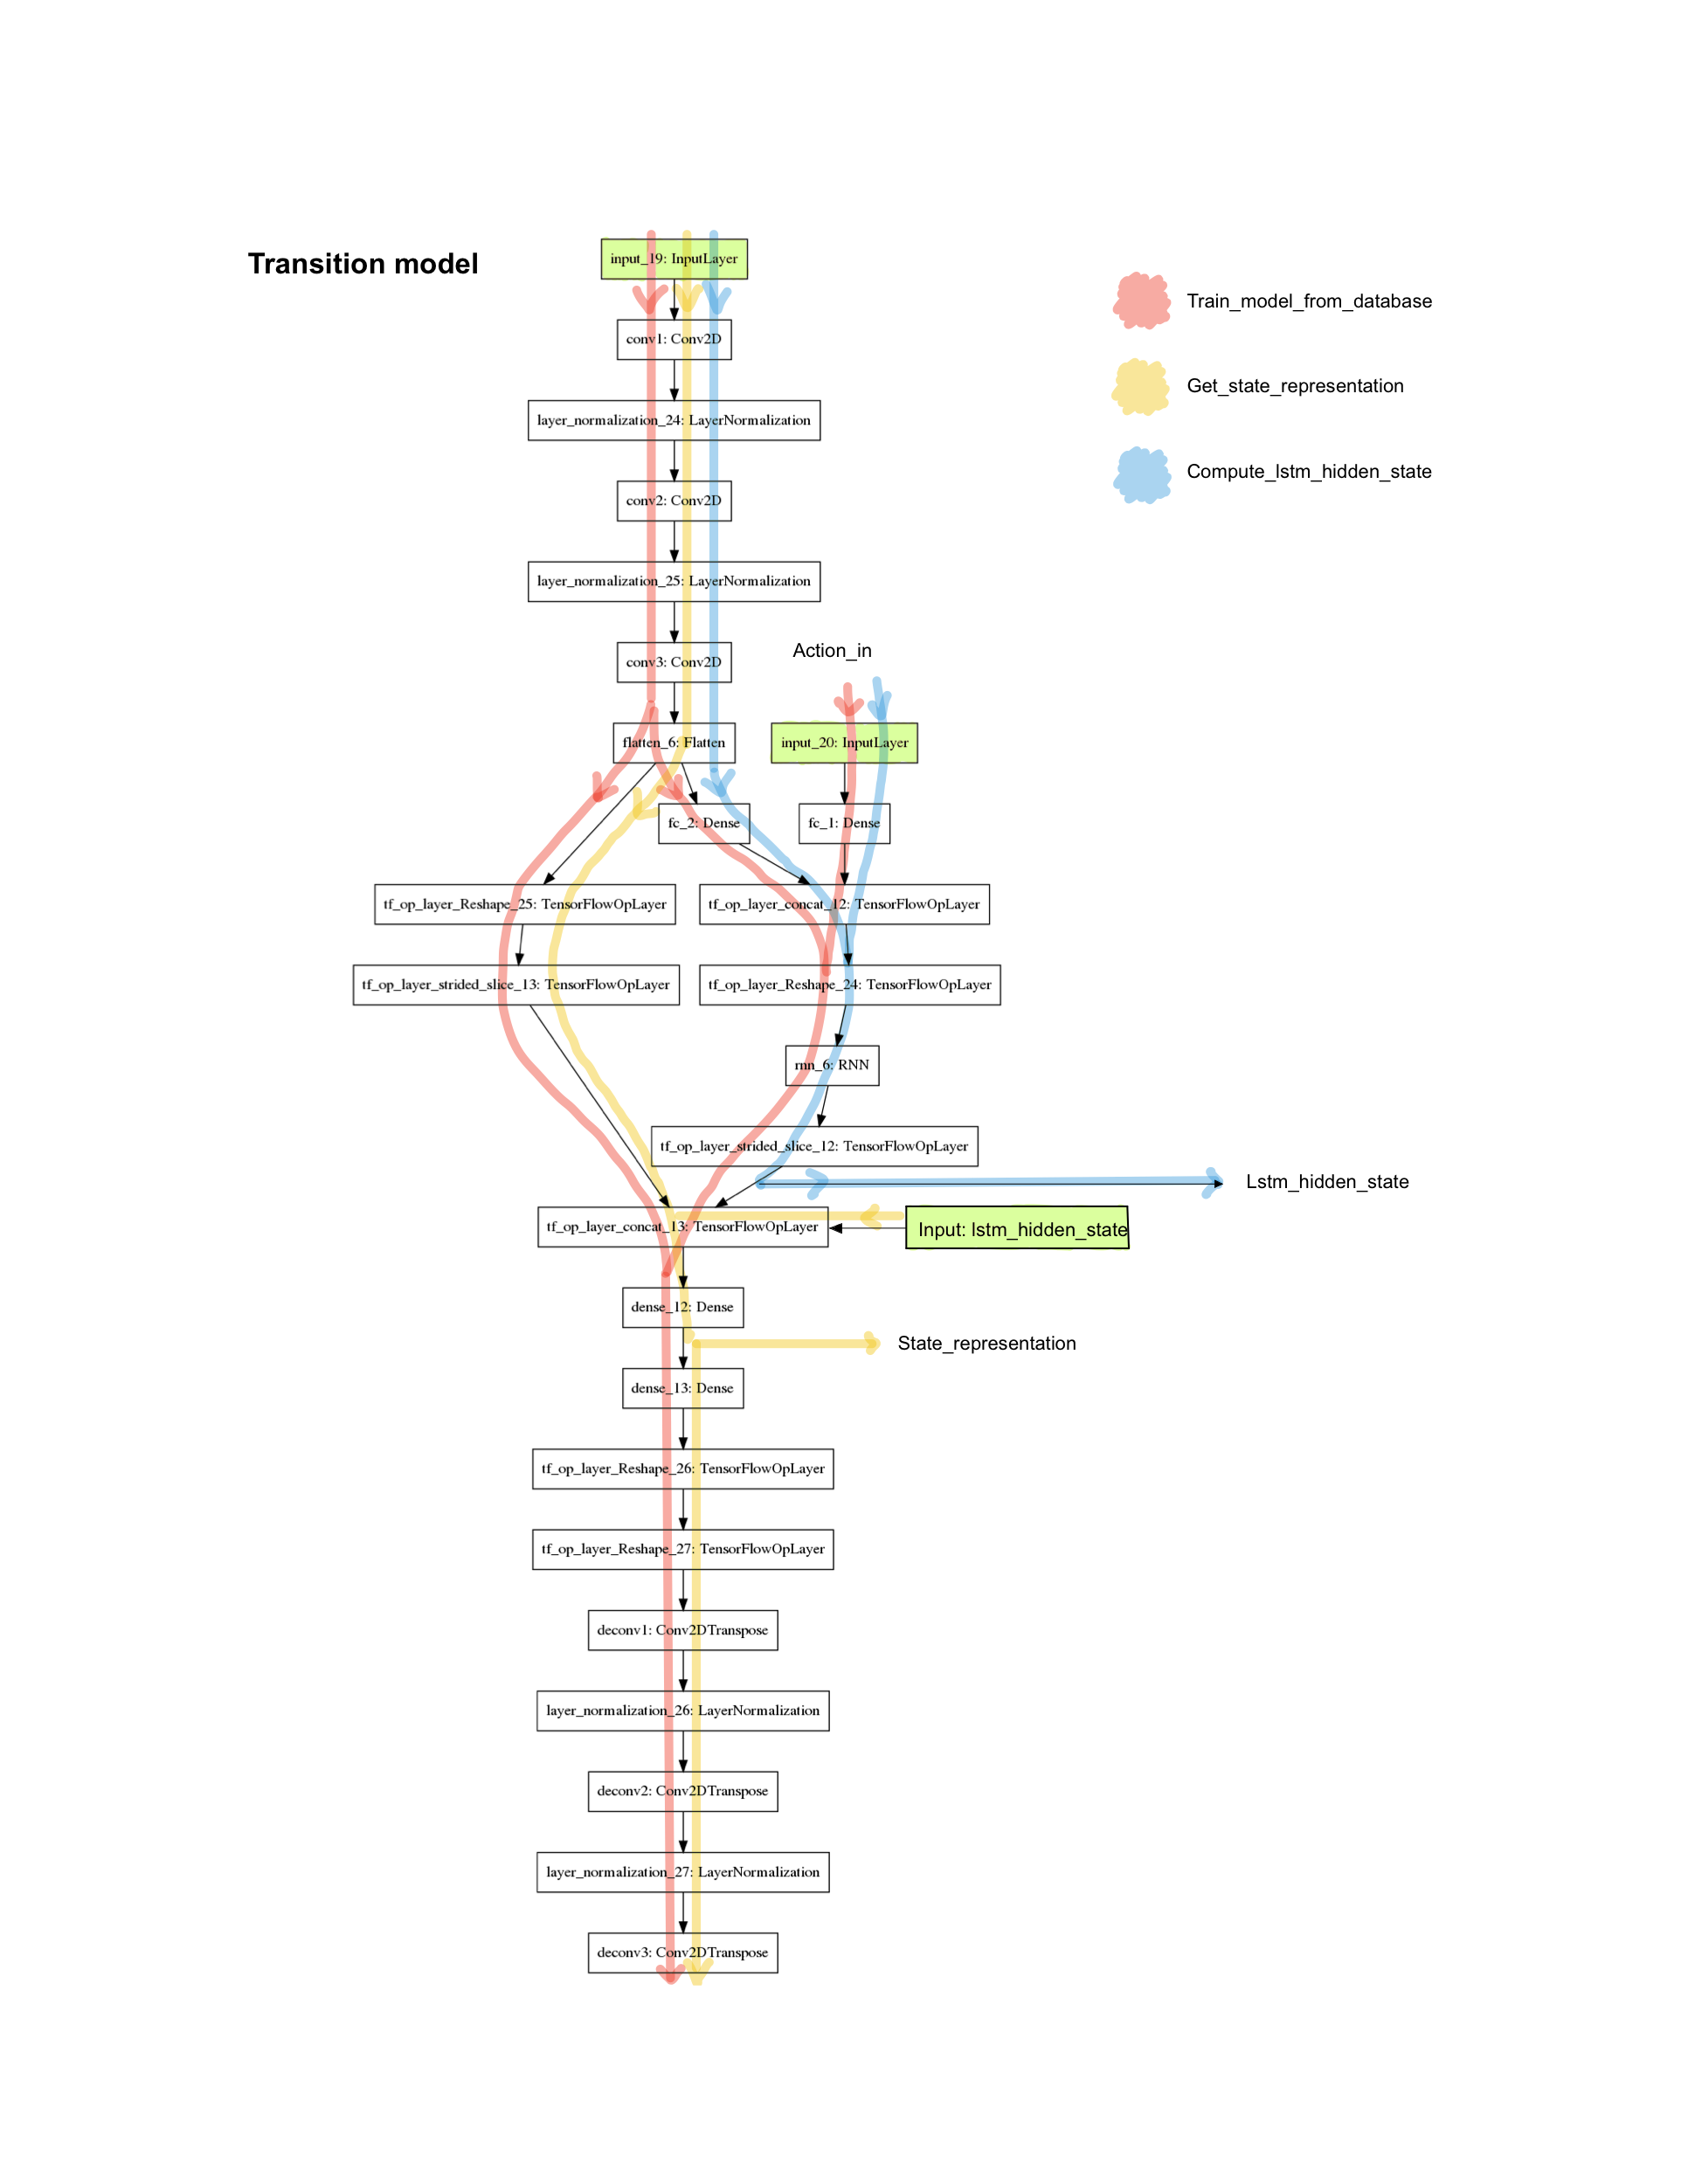 Transition model
input_19: InputLayer
Train_model_from_database
conv1: Conv2D
Get_state_representation
layer_normalization_24: LayerNormalization
Compute_lstm_hidden_state
conv2: Conv2D
layer_normalization_25: LayerNormalization
Action_in
conv3: Conv2D
flatten_6: Flatten
input_20: InputLayer
fc_2: Dense
fc_1: Dense
tf_op_layer_Reshape_25: TensorFlowOpLayer
tf_op_layer_concat_12: TensorFlowOpLayer
tf_op_layer_strided_slice_13: TensorFlowOpLayer
tf_op_layer_Reshape_24: TensorFlowOpLayer
rnn_6: RNN
tf_op_layer_strided_slice_12: TensorFlowOpLayer
Lstm_hidden_state
tf_op_layer_concat_13: TensorFlowOpLayer
Input: lstm_hidden_state
dense_12: Dense
State_representation
dense_13: Dense
tf_op_layer_Reshape_26: TensorFlowOpLayer
tf_op_layer_Reshape_27: TensorFlowOpLayer
deconv1: Conv2DTranspose
layer_normalization_26: LayerNormalization
deconv2: Conv2DTranspose
layer_normalization_27: LayerNormalization
deconv3: Conv2DTranspose